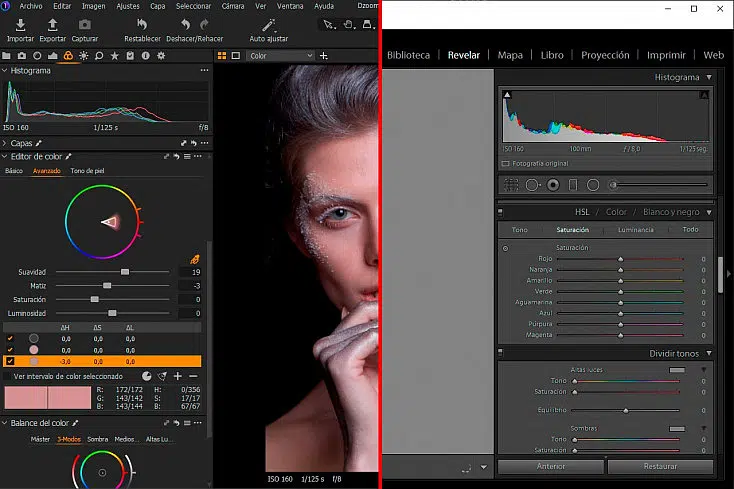 Archivo Editar Imagen Ajustes Capa Seleccionar Cámara Ver Ventana Ayuda Dzoom
Importar Exportar Capturar Restablecer Deshacer/Rehacer Auto ajustar
Color
Histograma
ISO 160 1/125 s f/8
Capas
Editor de color
Básico Avanzado Tono de piel
Suavidad 19
Matiz -3
Saturación 0
Luminosidad 0
ΔH ΔS ΔL
0,0 0,0 0,0
0,0 0,0 0,0
-3,0 0,0 0,0
Ver intervalo de color seleccionado
R: 172/172 H: 0/356
G: 143/142 S: 17/17
B: 143/144 B: 67/67
Balance del color
Máster 3-Modos Sombra Medios... Altas Lu...
ISO 160 1/125 s f/8
Biblioteca | Revelar | Mapa | Libro | Proyección | Imprimir | Web
Histograma
ISO 160 100 mm ƒ / 8,0 1/125 seg.
Fotografía original
HSL / Color / Blanco y negro
Tono Saturación Luminancia Todo
Saturación
Rojo 0
Naranja 0
Amarillo 0
Verde 0
Aguamarina 0
Azul 0
Púrpura 0
Magenta 0
Dividir tonos
Altas luces
Tono 0
Saturación 0
Equilibrio 0
Sombras
Tono 0
Saturación 0
Anterior Restaurar